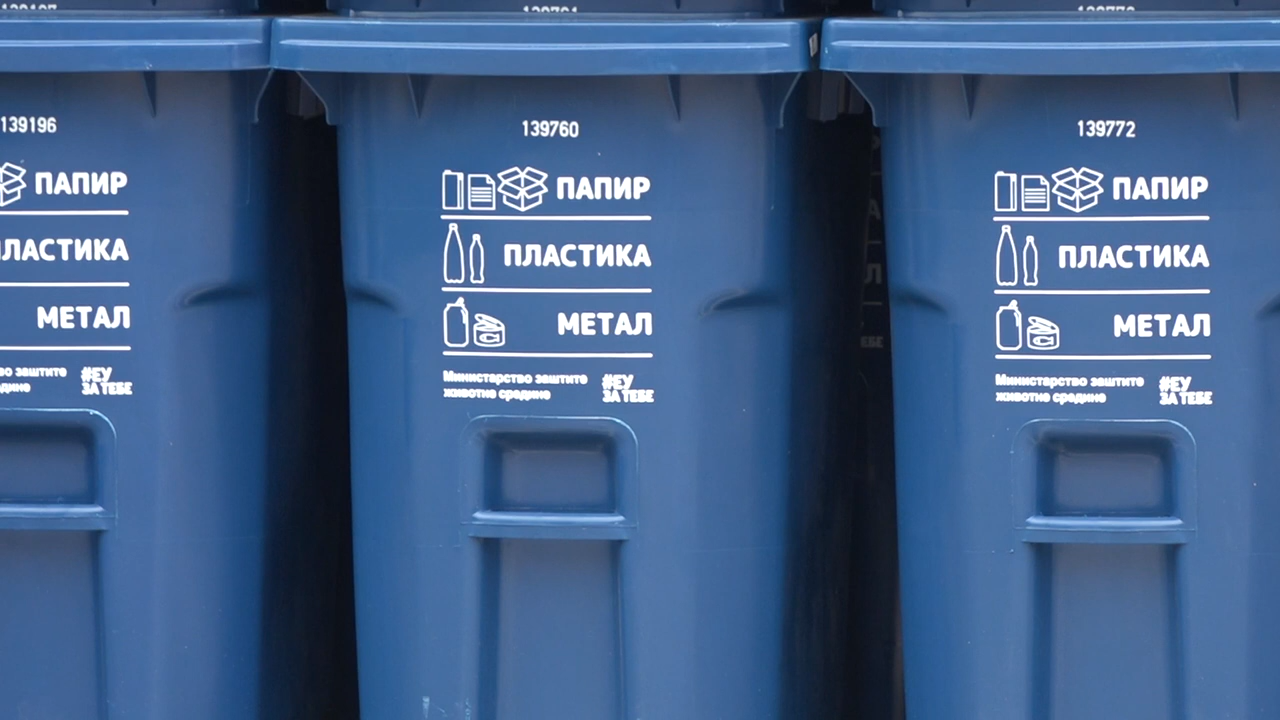 139196
ПАПИР
ПЛАСТИКА
МЕТАЛ
#ЕУ
ЗА ТЕБЕ
139760
ПАПИР
ПЛАСТИКА
МЕТАЛ
Министарство заштите
животне средине
#ЕУ
ЗА ТЕБЕ
139772
ПАПИР
ПЛАСТИКА
МЕТАЛ
Министарство заштите
животне средине
#ЕУ
ЗА ТЕБЕ